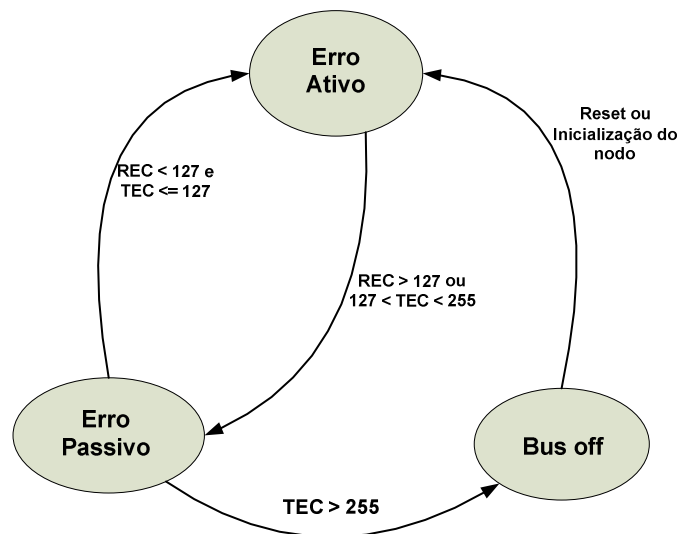 Erro
Ativo
Reset ou
Inicialização do
nodo
REC < 127 e
TEC <= 127
REC > 127 ou
127 < TEC < 255
Erro
Passivo
Bus off
TEC > 255